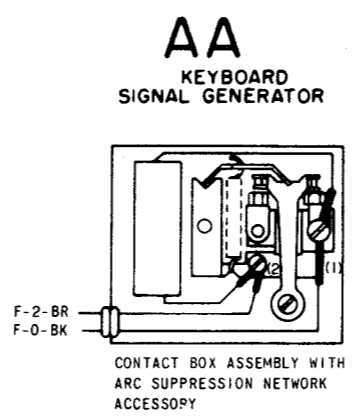 AA
KEYBOARD
SIGNAL GENERATOR
(2)
(1)
F-2-BR
F-0-BK
CONTACT BOX ASSEMBLY WITH
ARC SUPPRESSION NETWORK
ACCESSORY